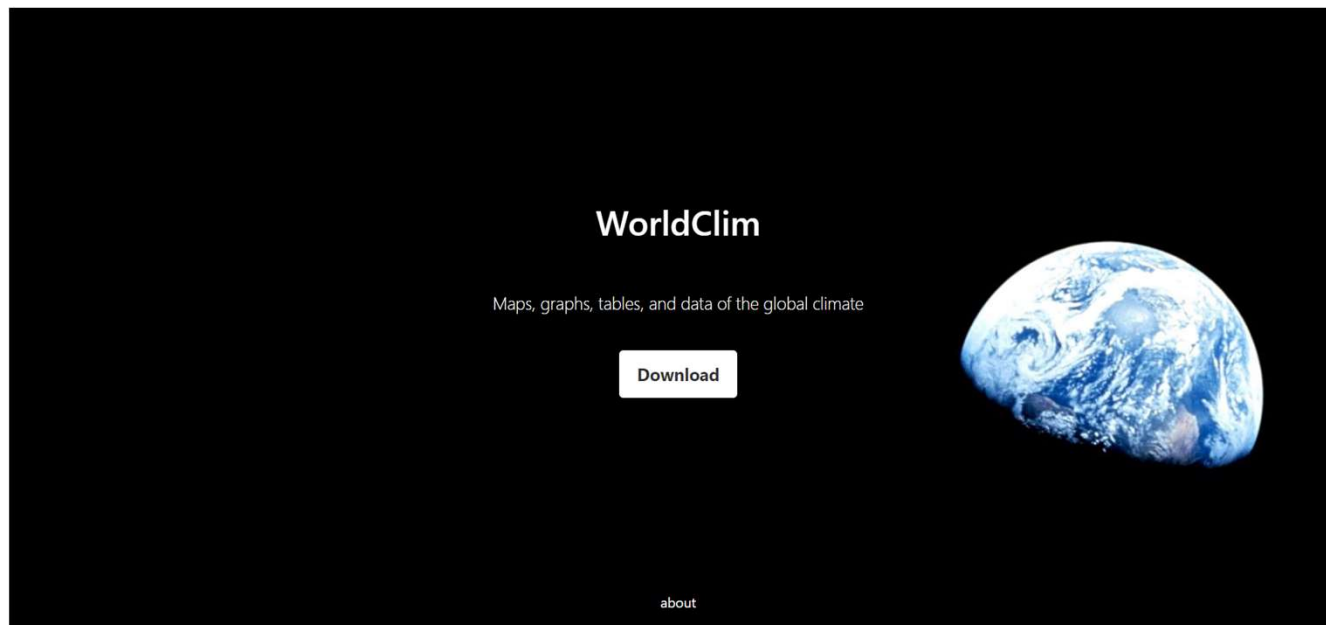 WorldClim
Maps, graphs, tables, and data of the global climate
Download
about